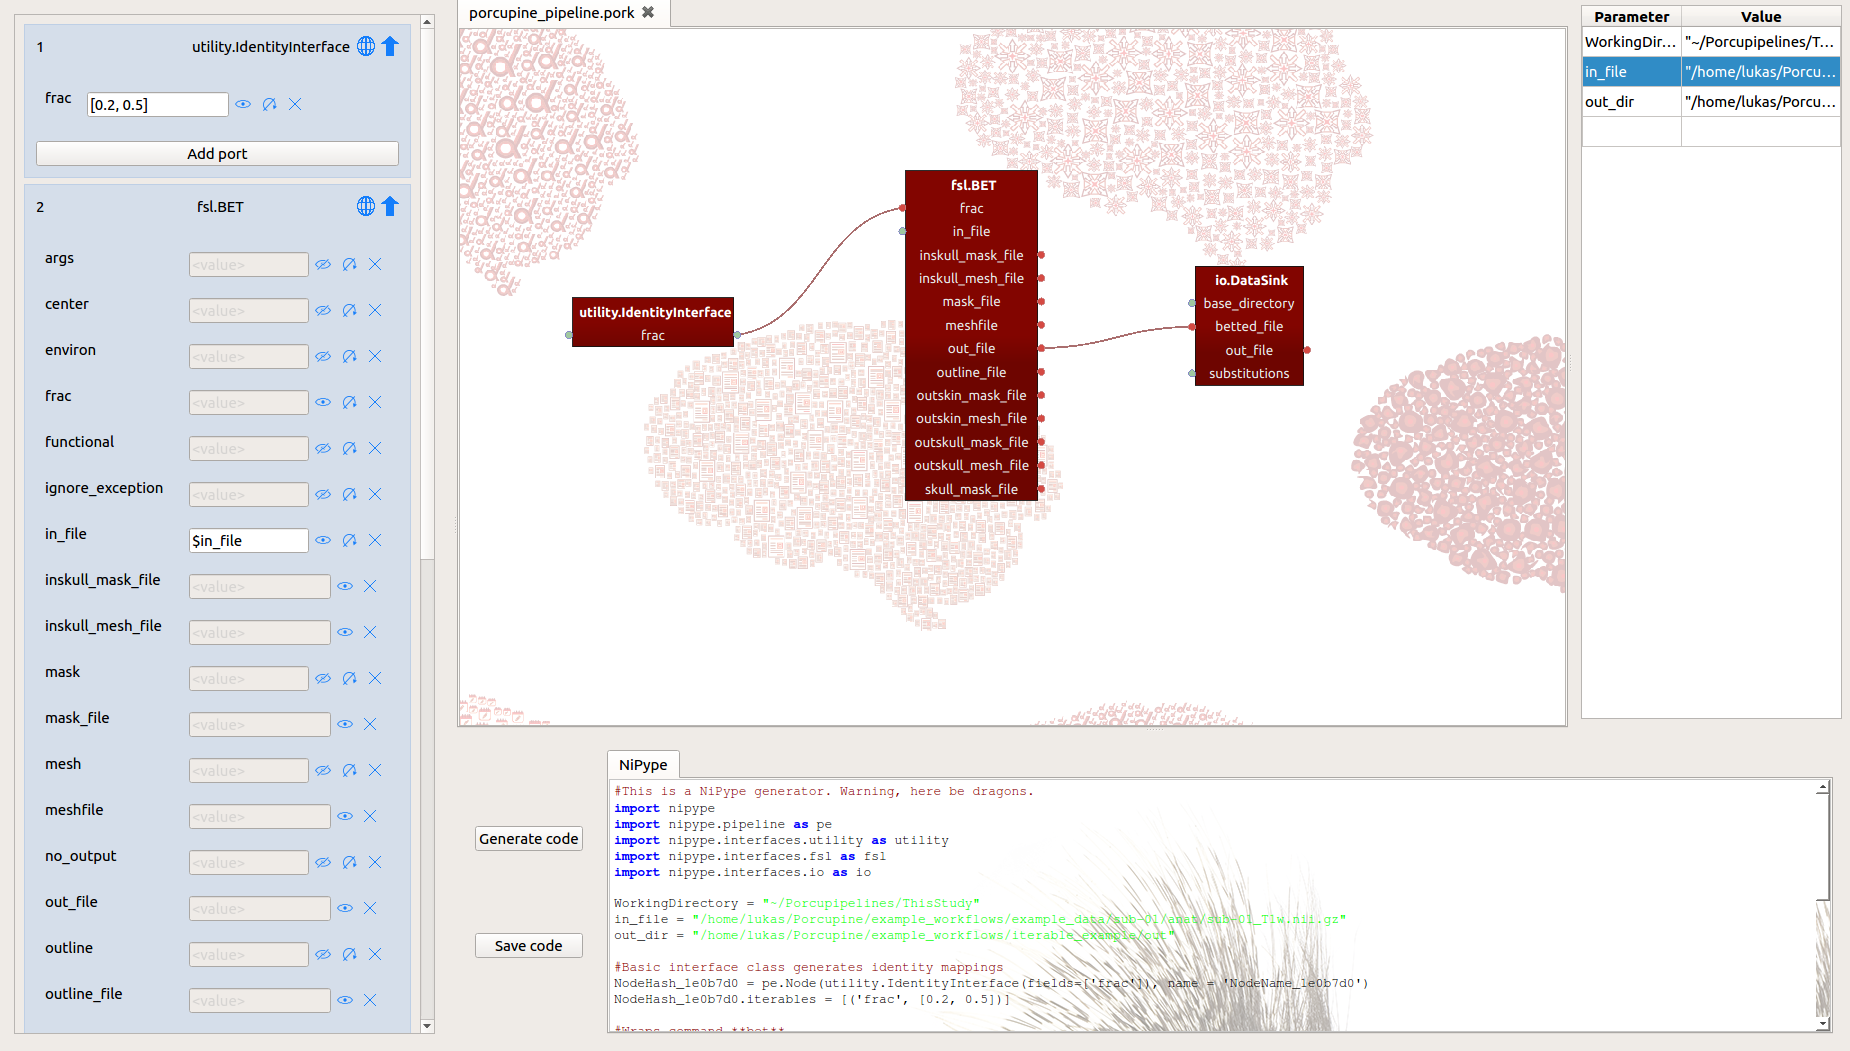 1 utility.IdentityInterface
frac [0.2, 0.5]
Add port
2 fsl.BET
args <value>
center <value>
environ <value>
frac <value>
functional <value>
ignore_exception <value>
in_file $in_file
inskull_mask_file <value>
inskull_mesh_file <value>
mask <value>
mask_file <value>
mesh <value>
meshfile <value>
no_output <value>
out_file <value>
outline <value>
outline_file <value>
porcupine_pipeline.pork
utility.IdentityInterface
frac
fsl.BET
frac
in_file
inskull_mask_file
inskull_mesh_file
mask_file
meshfile
out_file
outline_file
outskin_mask_file
outskin_mesh_file
outskull_mask_file
outskull_mesh_file
skull_mask_file
io.DataSink
base_directory
betted_file
out_file
substitutions
Parameter Value
WorkingDir... "~/Porcupipelines/T...
in_file "/home/lukas/Porcu...
out_dir "/home/lukas/Porcu...
Generate code
Save code
NiPype
#This is a NiPype generator. Warning, here be dragons.
import nipype
import nipype.pipeline as pe
import nipype.interfaces.utility as utility
import nipype.interfaces.fsl as fsl
import nipype.interfaces.io as io
WorkingDirectory = "~/Porcupipelines/ThisStudy"
in_file = "/home/lukas/Porcupine/example_workflows/example_data/sub-01/anat/sub-01_T1w.nii.gz"
out_dir = "/home/lukas/Porcupine/example_workflows/iterable_example/out"
#Basic interface class generates identity mappings
NodeHash_1e0b7d0 = pe.Node(utility.IdentityInterface(fields=['frac']), name = 'NodeName_1e0b7d0')
NodeHash_1e0b7d0.iterables = [('frac', [0.2, 0.5])]
#Wraps command **bet**